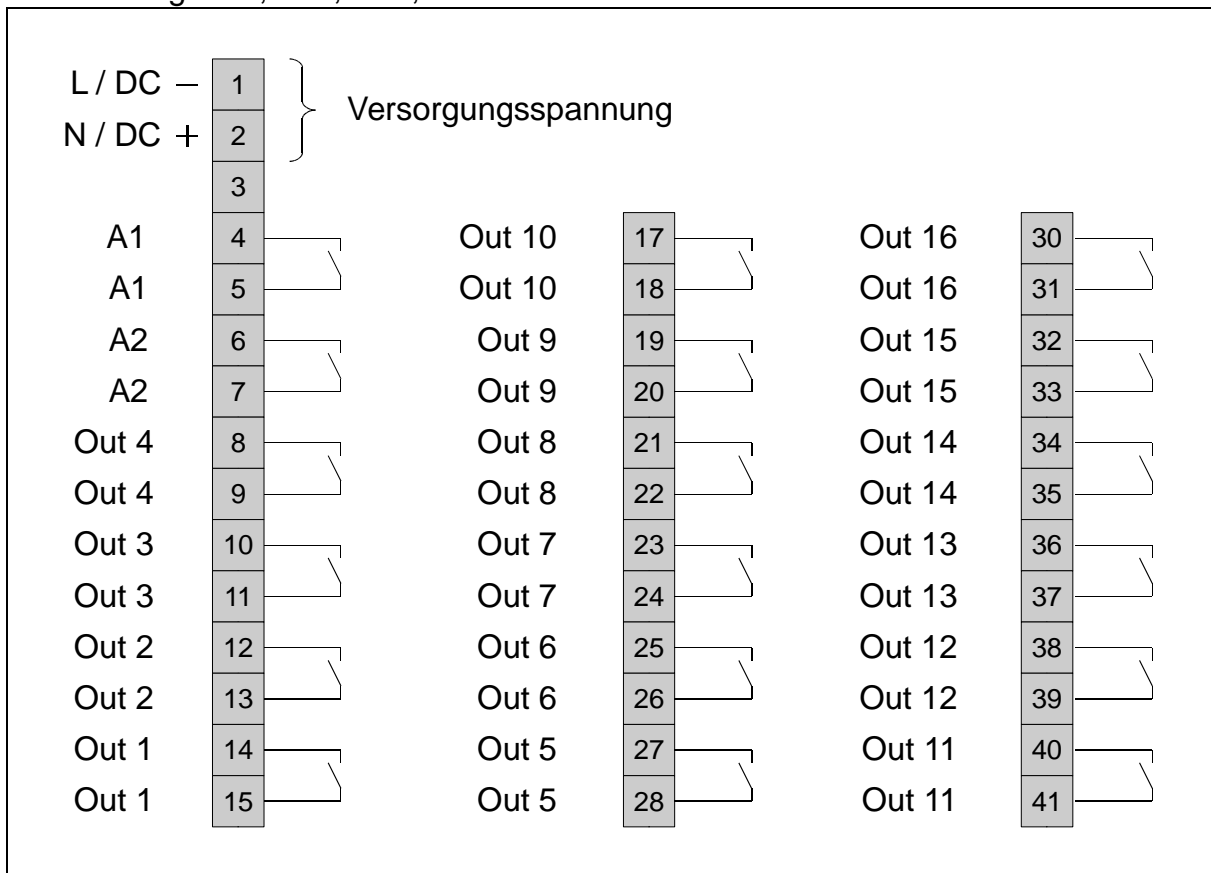 L / DC – 1
Versorgungsspannung
N / DC + 2
3
A1 4 Out 10 17 Out 16 30
A1 5 Out 10 18 Out 16 31
A2 6 Out 9 19 Out 15 32
A2 7 Out 9 20 Out 15 33
Out 4 8 Out 8 21 Out 14 34
Out 4 9 Out 8 22 Out 14 35
Out 3 10 Out 7 23 Out 13 36
Out 3 11 Out 7 24 Out 13 37
Out 2 12 Out 6 25 Out 12 38
Out 2 13 Out 6 26 Out 12 39
Out 1 14 Out 5 27 Out 11 40
Out 1 15 Out 5 28 Out 11 41